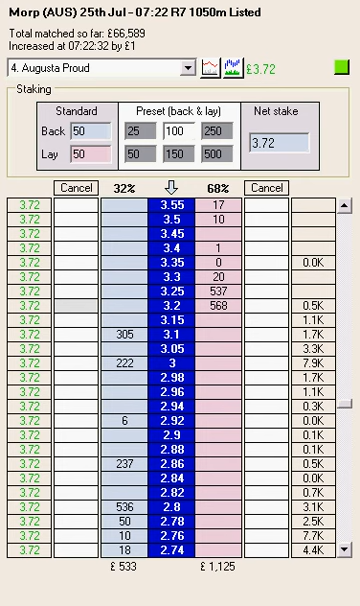 Morp (AUS) 25th Jul - 07:22 R7 1050m Listed
Total matched so far: £66,589
Increased at 07:22:32 by £1
4. Augusta Proud £3.72
Staking
Standard Preset (back & lay) Net stake
Back 50 25 100 250 3.72
Lay 50 50 150 500
Cancel 32% 68% Cancel
3.72 3.55 17
3.72 3.5 10
3.72 3.45
3.72 3.4 1
3.72 3.35 0 0.0K
3.72 3.3 20
3.72 3.25 537
3.72 3.2 568 0.5K
3.72 3.15 1.1K
3.72 305 3.1 1.7K
3.72 3.05 3.3K
3.72 222 3 7.9K
3.72 2.98 1.7K
3.72 2.96 1.1K
3.72 2.94 0.3K
3.72 6 2.92 0.0K
3.72 2.9 0.1K
3.72 2.88 0.1K
3.72 237 2.86 0.5K
3.72 2.84 0.0K
3.72 2.82 0.7K
3.72 536 2.8 3.1K
3.72 50 2.78 2.5K
3.72 10 2.76 7.7K
3.72 18 2.74 4.4K
£ 533 £ 1,125